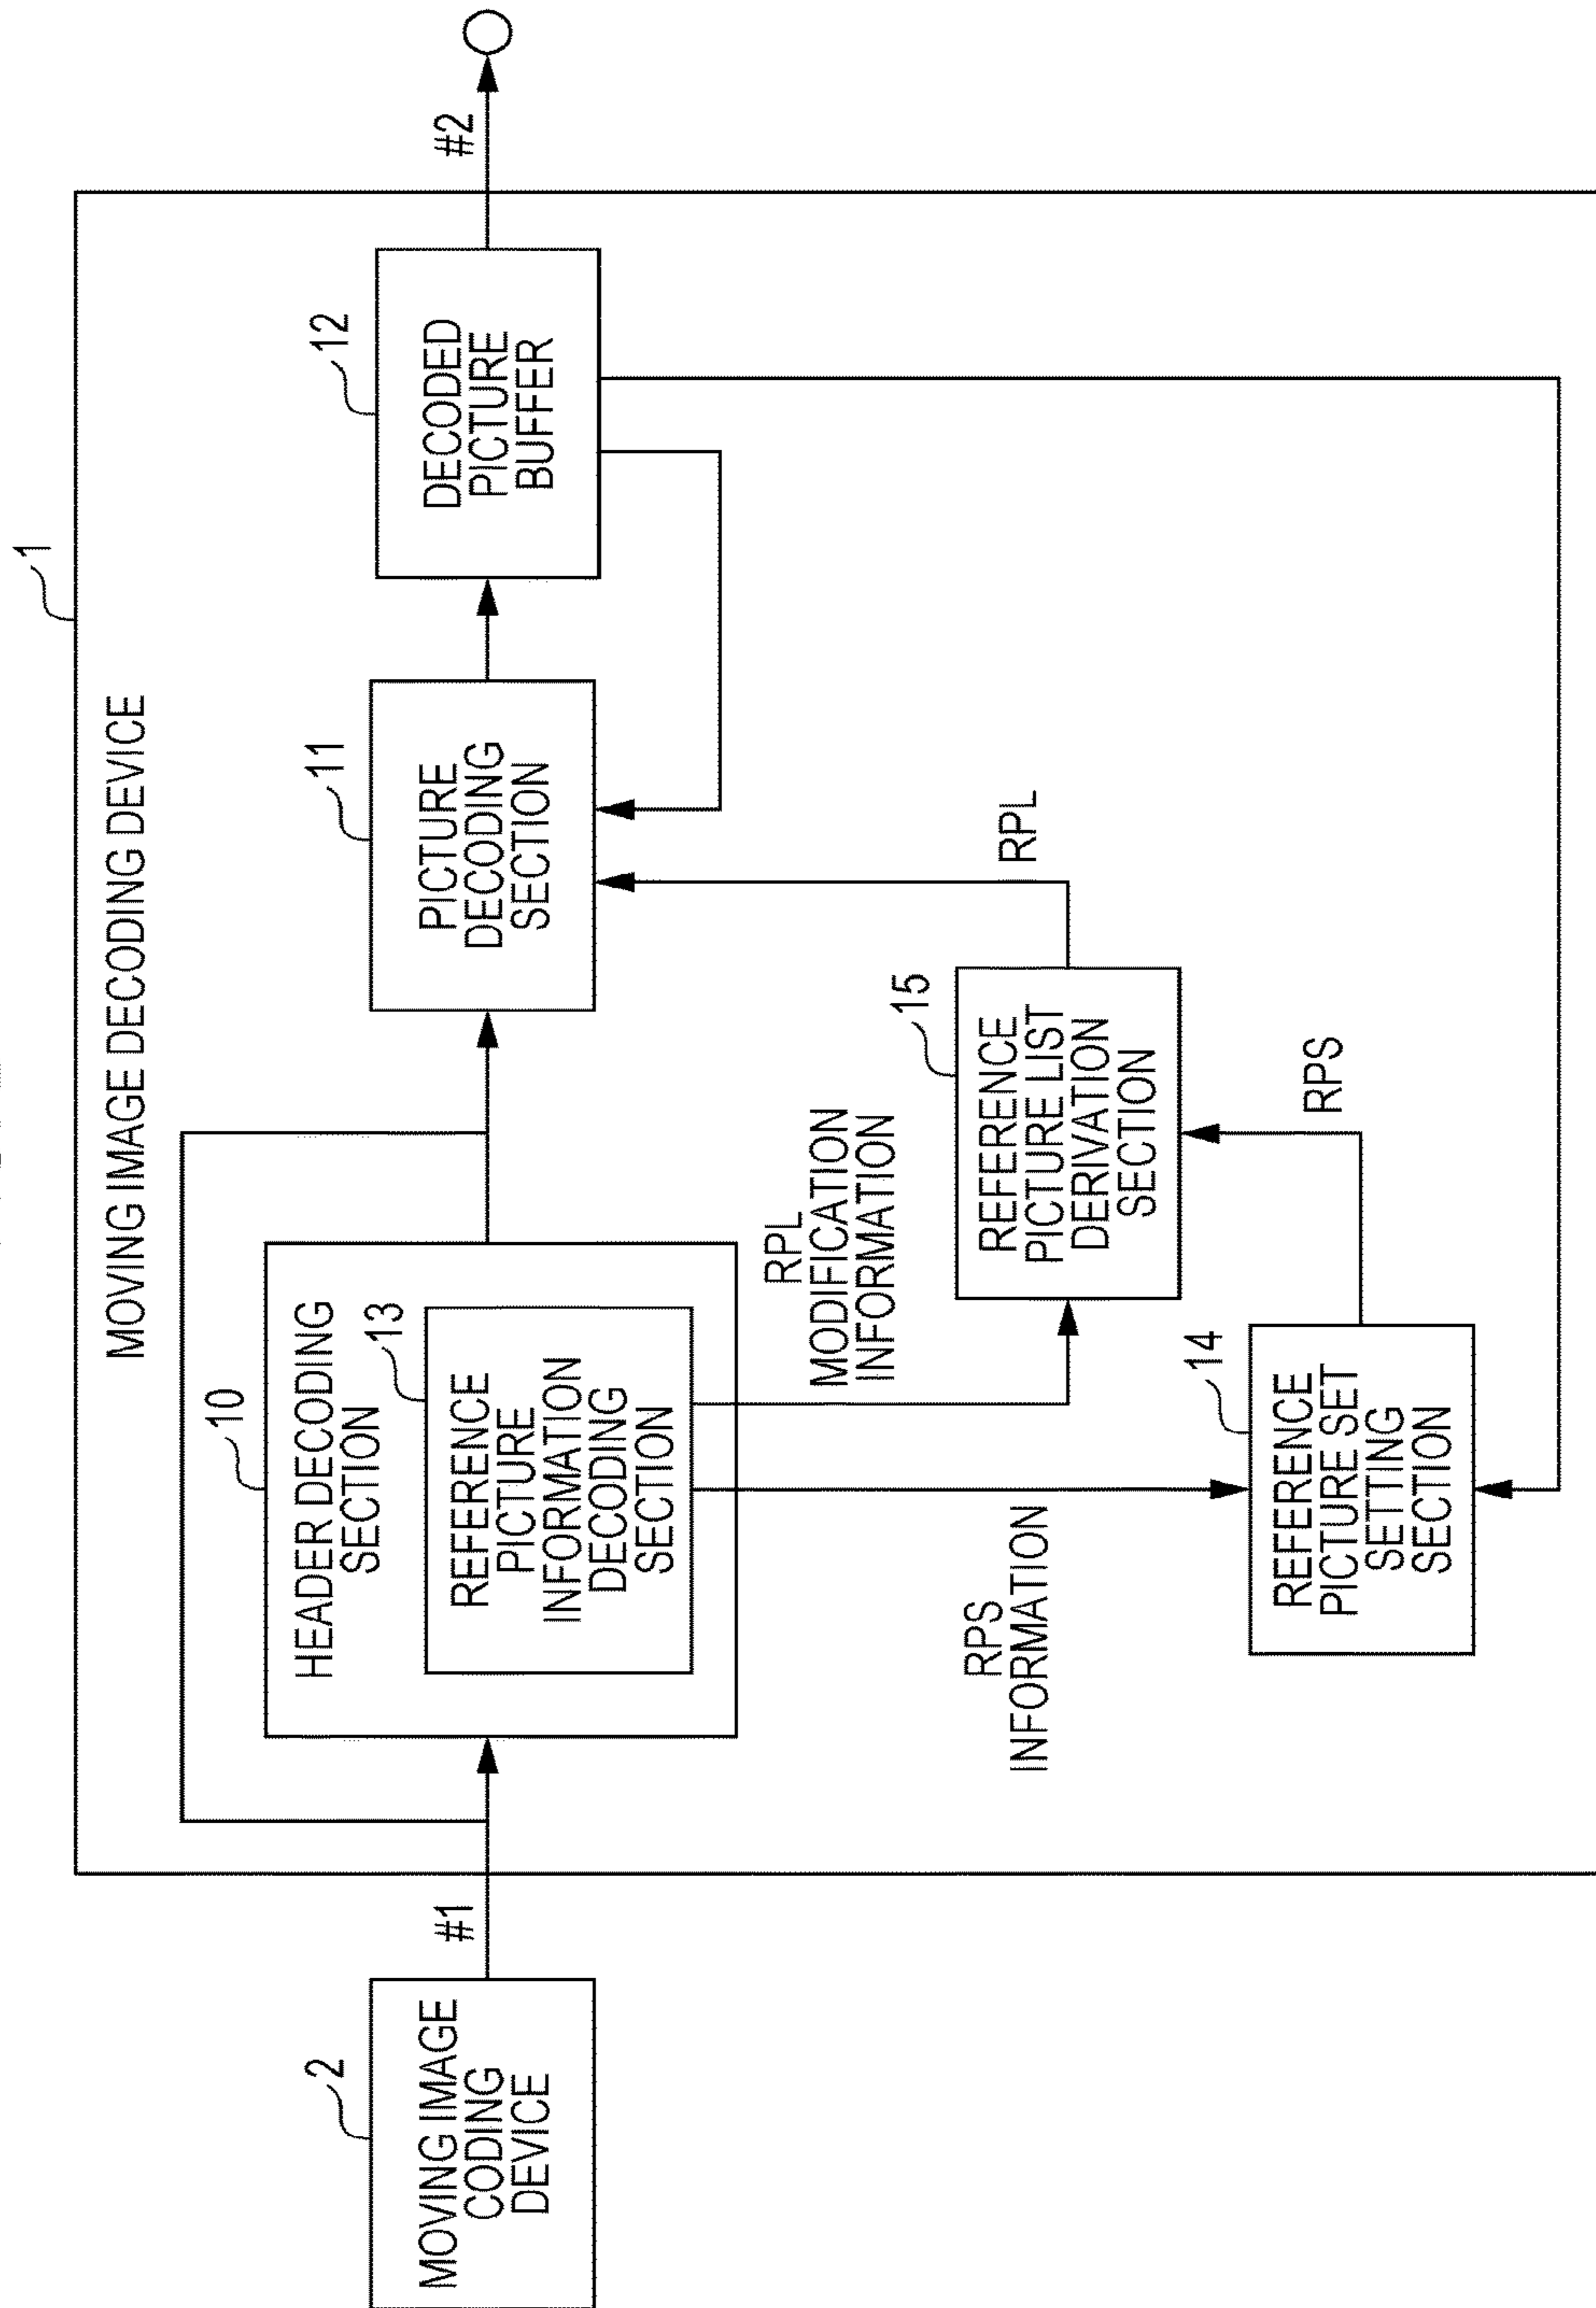 1
MOVING IMAGE DECODING DEVICE
2
MOVING IMAGE
CODING
DEVICE
#1
10
HEADER DECODING
SECTION
13
REFERENCE
PICTURE
INFORMATION
DECODING
SECTION
11
PICTURE
DECODING
SECTION
12
DECODED
PICTURE
BUFFER
#2
RPL
MODIFICATION
INFORMATION
RPL
15
REFERENCE
PICTURE LIST
DERIVATION
SECTION
RPS
INFORMATION
RPS
14
REFERENCE
PICTURE SET
SETTING
SECTION